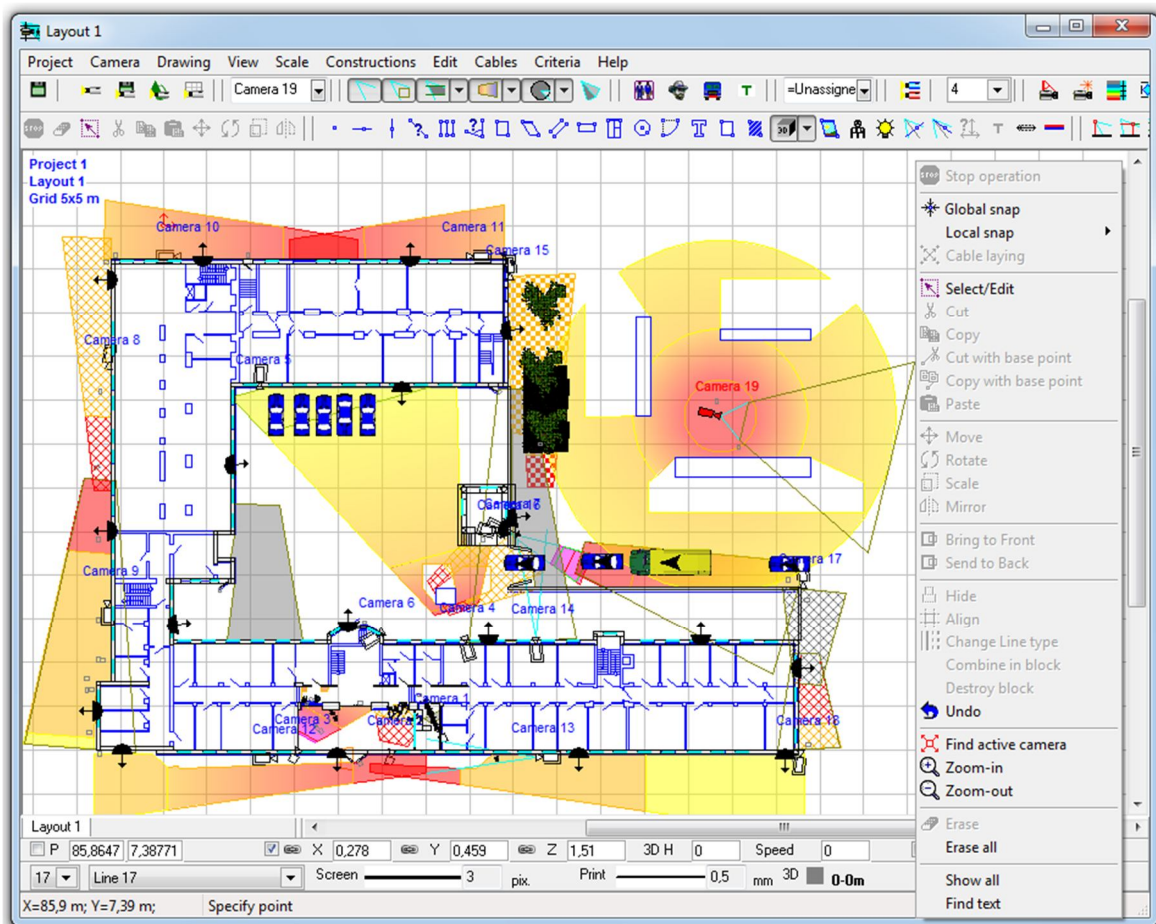 Layout 1
Project Camera Drawing View Scale Constructions Edit Cables Criteria Help
Camera 19 T =Unassigne 4
STOP 3D T
Project 1
Layout 1
Grid 5x5 m
Camera 10
Camera 11
Camera 15
Camera 8
Camera 5
Camera 19
Camera 17
Camera 9
Camera 6
Camera 4
Camera 14
Camera 1
Camera 3
Camera 12
Camera 13
Camera 18
STOP Stop operation
Global snap
Local snap
Cable laying
Select/Edit
Cut
Copy
Cut with base point
Copy with base point
Paste
Move
Rotate
Scale
Mirror
Bring to Front
Send to Back
Hide
Align
Change Line type
Combine in block
Destroy block
Undo
Find active camera
Zoom-in
Zoom-out
Erase
Erase all
Show all
Find text
Layout 1
P 85,8647 7,38771 X 0,278 Y 0,459 Z 1,51 3D H 0 Speed 0
17 Line 17 Screen 3 pix. Print 0,5 mm 3D 0-0m
X=85,9 m; Y=7,39 m; Specify point